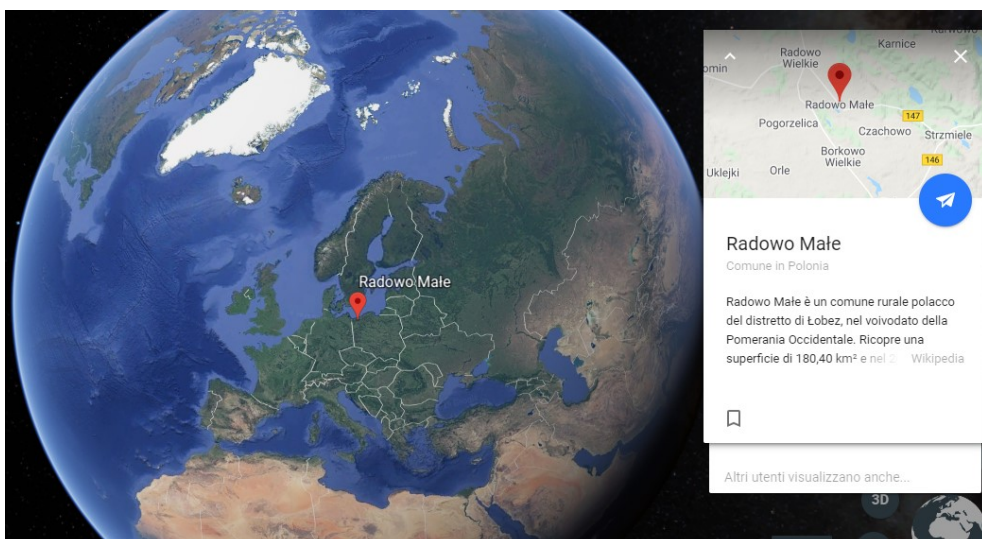 Radowo Małe
Karnice
Radowo
Wielkie
omin
Radowo Małe
147
Pogorzelica
Czachowo
Strzmiele
Borkowo
Wielkie
146
Uklejki
Orle
Radowo Małe
Comune in Polonia
Radowo Małe è un comune rurale polacco
del distretto di Łobez, nel voivodato della
Pomerania Occidentale. Ricopre una
superficie di 180,40 km² e nel 2 Wikipedia
Altri utenti visualizzano anche...
3D